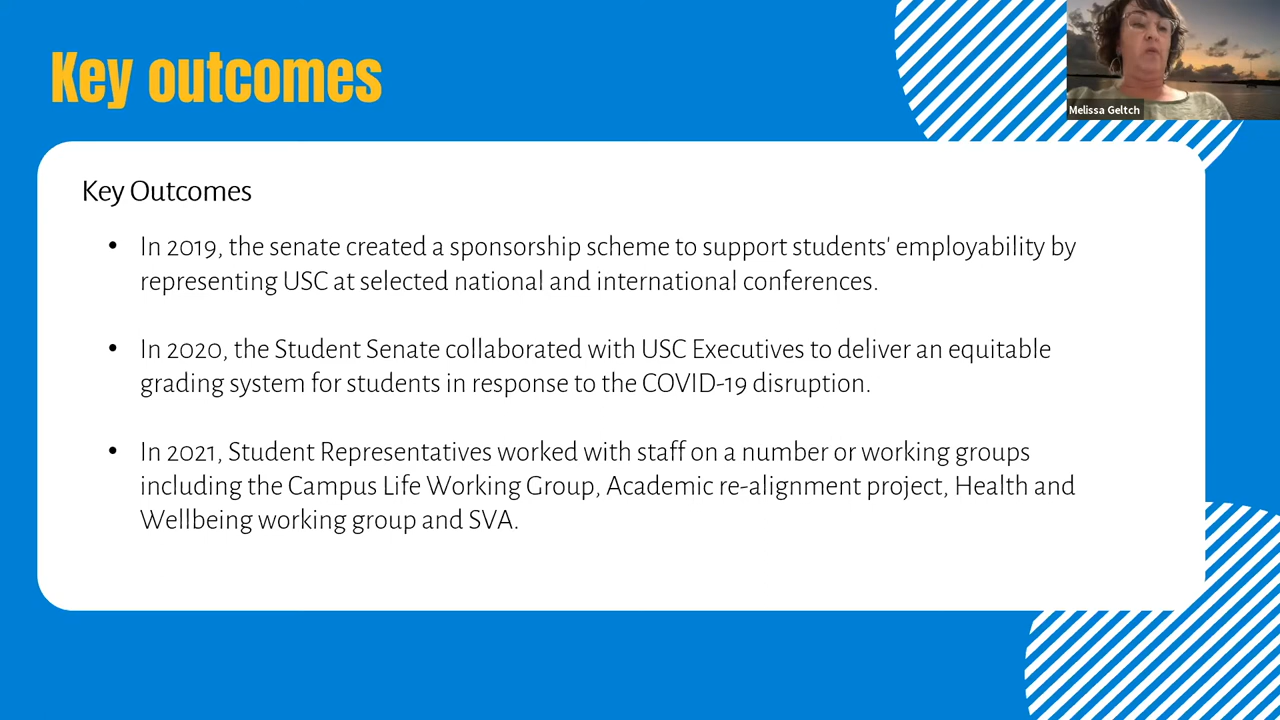 Key outcomes
Melissa Geltch
Key Outcomes
• In 2019, the senate created a sponsorship scheme to support students' employability by
representing USC at selected national and international conferences.
• In 2020, the Student Senate collaborated with USC Executives to deliver an equitable
grading system for students in response to the COVID-19 disruption.
• In 2021, Student Representatives worked with staff on a number or working groups
including the Campus Life Working Group, Academic re-alignment project, Health and
Wellbeing working group and SVA.